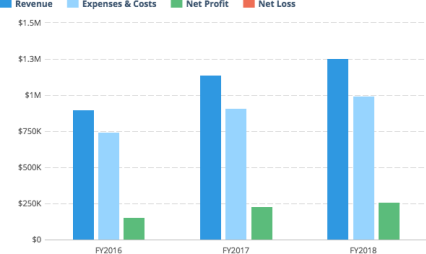 Revenue Expenses & Costs Net Profit Net Loss
$1.5M
$1.3M
$1M
$750K
$500K
$250K
$0
FY2016 FY2017 FY2018